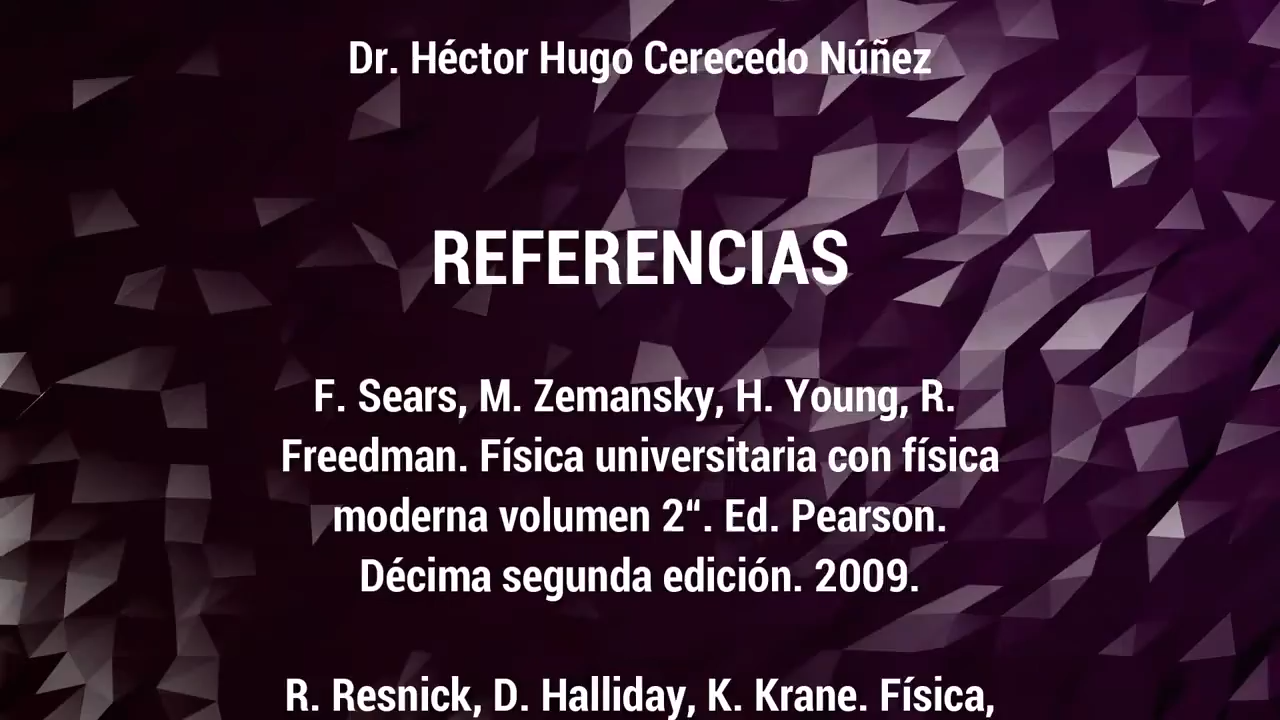 Dr. Héctor Hugo Cerecedo Núñez
REFERENCIAS
F. Sears, M. Zemansky, H. Young, R.
Freedman. Física universitaria con física
moderna volumen 2“. Ed. Pearson.
Décima segunda edición. 2009.
R. Resnick, D. Halliday, K. Krane. Física,